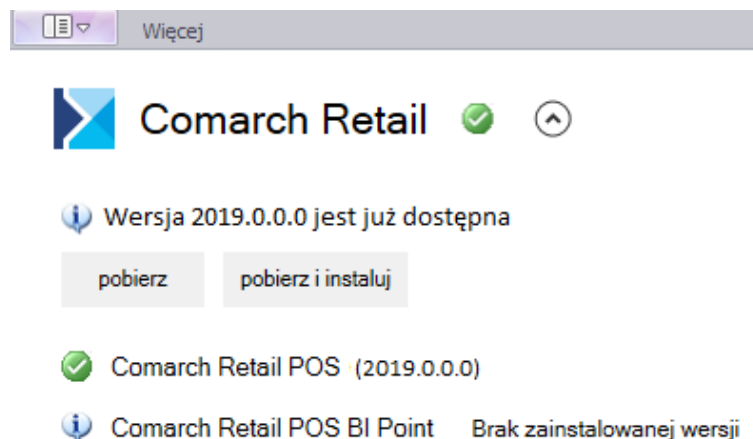 Więcej
Comarch Retail
Wersja 2019.0.0.0 jest już dostępna
pobierz pobierz i instaluj
Comarch Retail POS (2019.0.0.0)
Comarch Retail POS BI Point Brak zainstalowanej wersji